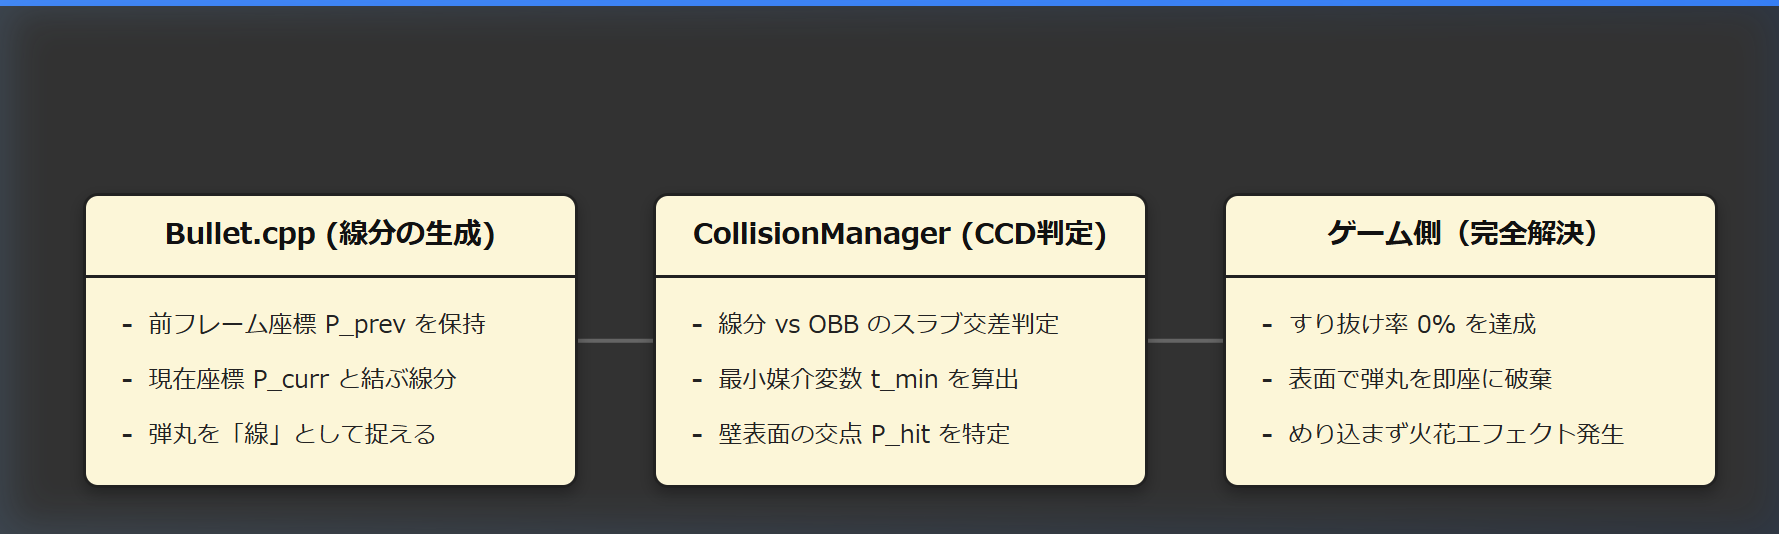 Bullet.cpp (線分の生成)
- 前フレーム座標 P_prev を保持
- 現在座標 P_curr と結ぶ線分
- 弾丸を「線」として捉える
CollisionManager (CCD判定)
- 線分 vs OBB のスラブ交差判定
- 最小媒介変数 t_min を算出
- 壁表面の交点 P_hit を特定
ゲーム側（完全解決）
- すり抜け率 0% を達成
- 表面で弾丸を即座に破棄
- めり込まず火花エフェクト発生